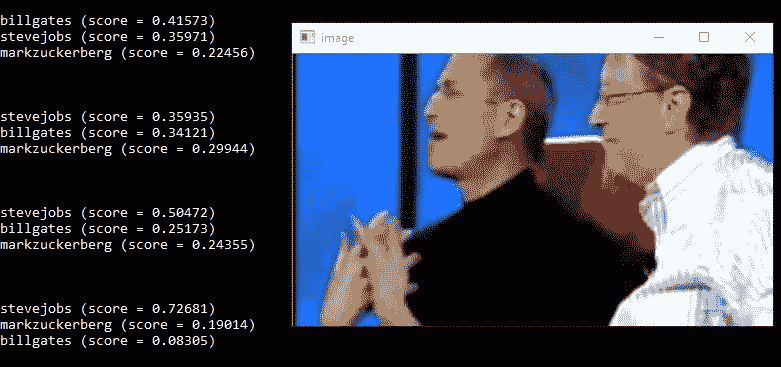 billgates (score = 0.41573)
stevejobs (score = 0.35971)
markzuckerberg (score = 0.22456)
stevejobs (score = 0.35935)
billgates (score = 0.34121)
markzuckerberg (score = 0.29944)
stevejobs (score = 0.50472)
billgates (score = 0.25173)
markzuckerberg (score = 0.24355)
stevejobs (score = 0.72681)
markzuckerberg (score = 0.19014)
billgates (score = 0.08305)
image